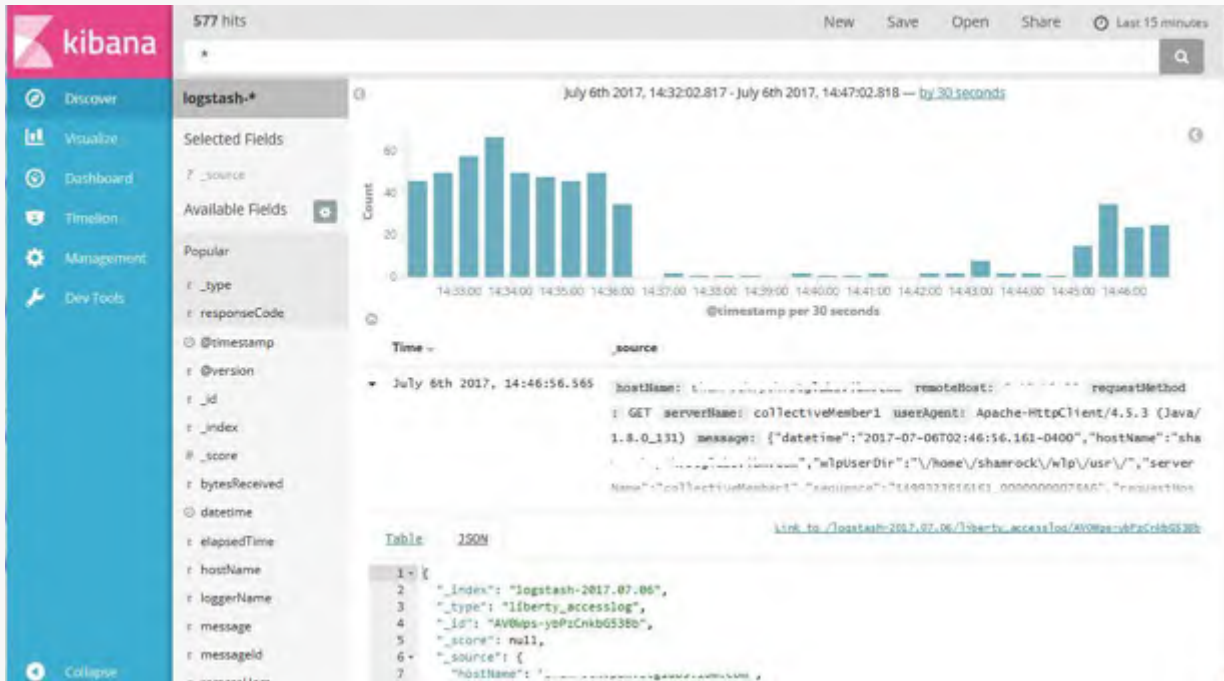 577 hits
New Save Open Share Last 15 minutes
kibana
*
Discover
Visualize
Dashboard
Timelion
Management
Dev Tools
Collapse
logstash-*
Selected Fields
? _source
Available Fields
Popular
t _type
t responseCode
@timestamp
t @version
t _id
t _index
# _score
t bytesReceived
datetime
t elapsedTime
t hostName
t loggerName
t message
t messageId
July 6th 2017, 14:32:02.817 - July 6th 2017, 14:47:02.818 — by 30 seconds
60
40
20
0
Count
14:33:00 14:34:00 14:35:00 14:36:00 14:37:00 14:38:00 14:39:00 14:40:00 14:41:00 14:42:00 14:43:00 14:44:00 14:45:00 14:46:00
@timestamp per 30 seconds
Time _source
July 6th 2017, 14:46:56.565 hostName: remoteHost: requestMethod
: GET serverName: collectiveMember1 userAgent: Apache-HttpClient/4.5.3 (Java/
1.8.0_131) message: {"datetime":"2017-07-06T02:46:56.161-0400","hostName":"sha
","wlpUserDir":"\/home\/shamrock\/wlp\/usr\/","server
Name":"collectiveMember1","sequence":
Link to /logstash-2017.07.06/liberty_accesslog/
Table JSON
1 {
2 "_index": "logstash-2017.07.06",
3 "_type": "liberty_accesslog",
4 "_id":
5 "_score": null,
6 "_source": {
7 "hostName":